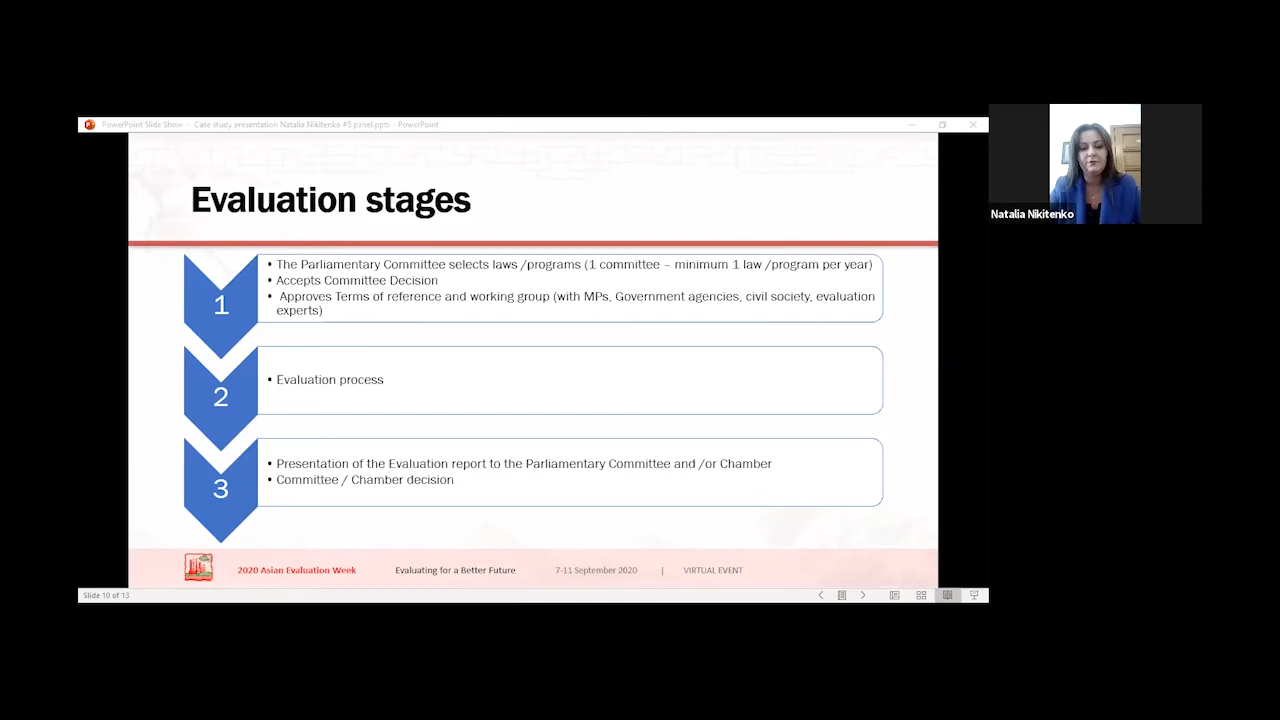 PowerPoint Slide Show - Case study presentation Natalia Nikitenko #5 panel.pptx - PowerPoint
Evaluation stages
1
• The Parliamentary Committee selects laws /programs (1 committee – minimum 1 law /program per year)
• Accepts Committee Decision
• Approves Terms of reference and working group (with MPs, Government agencies, civil society, evaluation
experts)
2
• Evaluation process
3
• Presentation of the Evaluation report to the Parliamentary Committee and /or Chamber
• Committee / Chamber decision
2020 Asian Evaluation Week Evaluating for a Better Future 7-11 September 2020 | VIRTUAL EVENT
Slide 10 of 13
Natalia Nikitenko